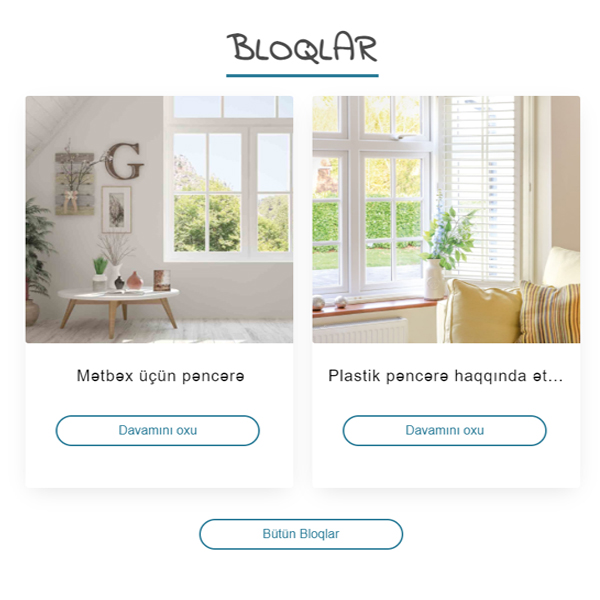 BLOQLAR
G
Mətbəx üçün pəncərə
Plastik pəncərə haqqında ət...
Davamını oxu
Davamını oxu
Bütün Bloqlar